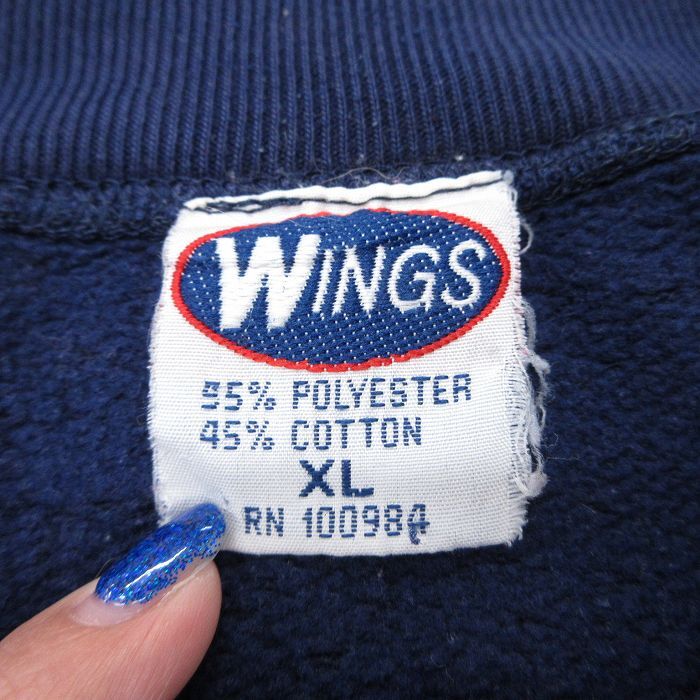 WINGS
55% POLYESTER
45% COTTON
XL
RN 100984